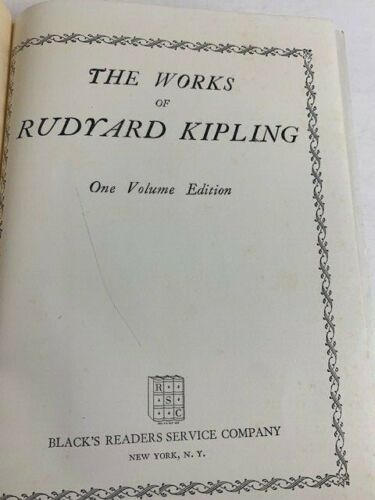 THE WORKS
OF
RUDYARD KIPLING
One Volume Edition
R
S
C
BLACK'S READERS SERVICE COMPANY
NEW YORK, N. Y.